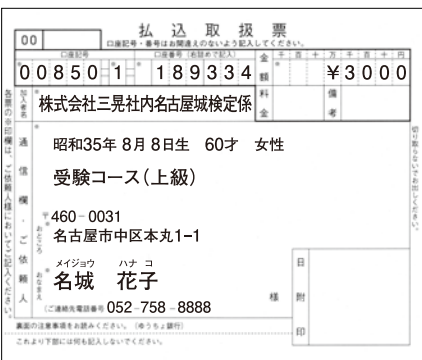 払込取扱票
00
口座記号・番号はお間違えのないよう記入してください。
口座記号 口座番号(右詰めで記入) 金額 千 百 十 万 千 百 十 円
00850-1-189334 ¥3000
加入者名 株式会社三晃社内名古屋城検定係 料金 備考
各票の※印欄は、ご依頼人様においてご記入ください。
通信欄・ご依頼人
昭和35年 8月 8日生 60才 女性
受験コース(上級)
〒460-0031
おところ 名古屋市中区本丸1-1
メイジョウ ハナ コ
おなまえ 名城 花子 様
(ご連絡先電話番号 052-758-8888
日附印
切り取らないでお出しください。
裏面の注意事項をお読みください。(ゆうちょ銀行)
これより下部には何も記入しないでください。